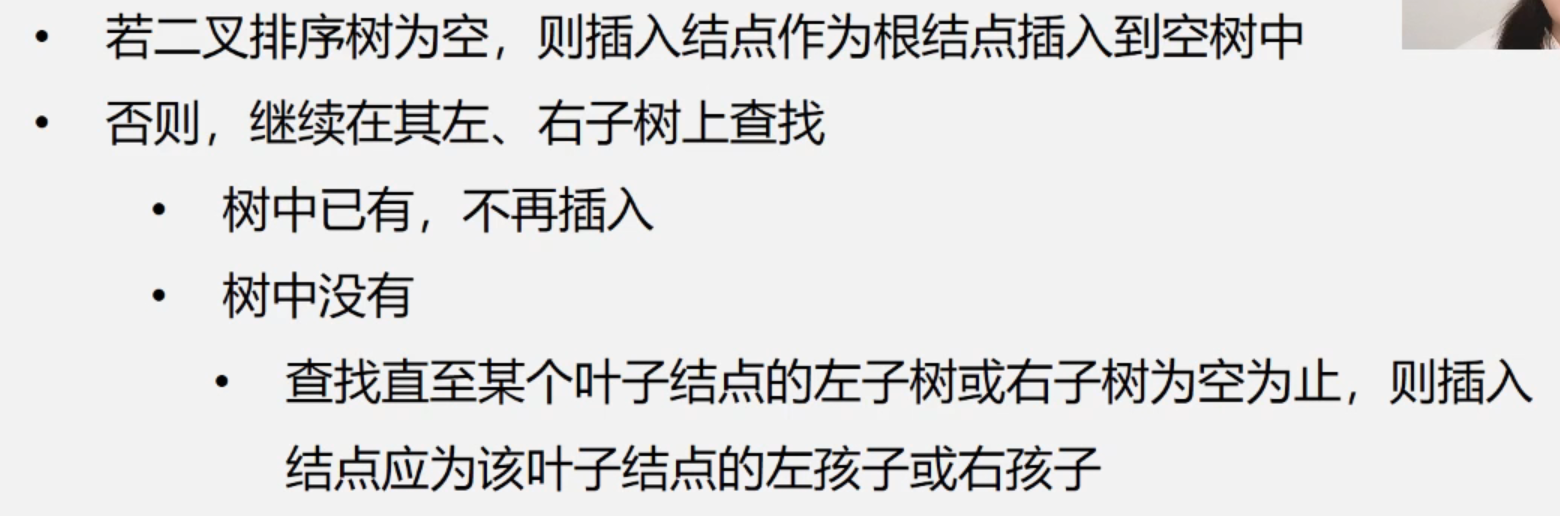 • 若二叉排序树为空，则插入结点作为根结点插入到空树中
• 否则，继续在其左、右子树上查找
• 树中已有，不再插入
• 树中没有
• 查找直至某个叶子结点的左子树或右子树为空为止，则插入
结点应为该叶子结点的左孩子或右孩子